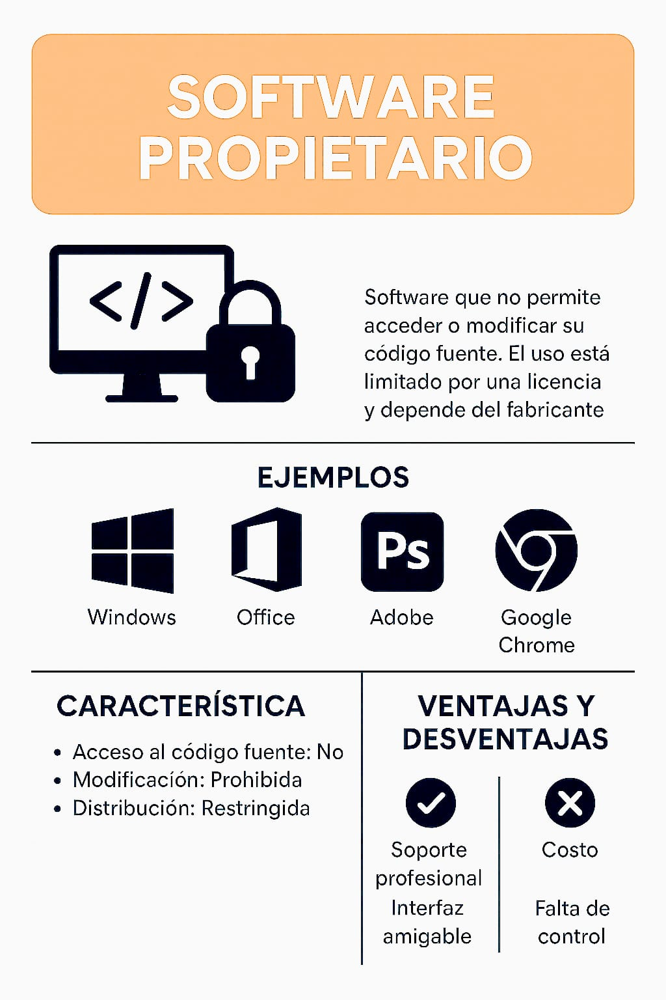 SOFTWARE
PROPIETARIO
</>
Software que no permite
acceder o modificar su
código fuente. El uso está
limitado por una licencia
y depende del fabricante
EJEMPLOS
Ps
Windows
Office
Adobe
Google
Chrome
CARACTERÍSTICA
• Acceso al código fuente: No
• Modificacíón: Prohibida
• Distribución: Restringida
VENTAJAS Y
DESVENTAJAS
Soporte
profesional
Interfaz
amigable
Costo
Falta de
control